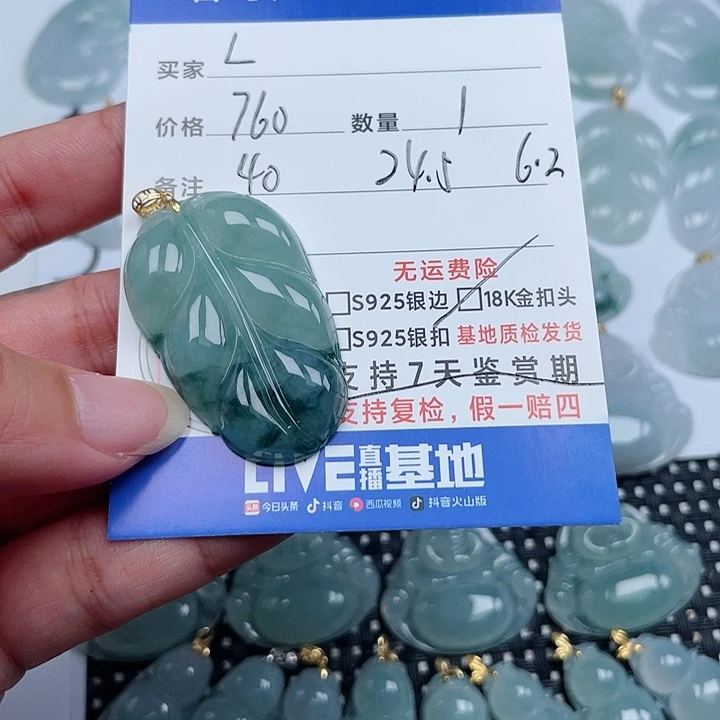 买家 L
价格 760 数量 1
备注 40 24.5 6.2
无运费险
S925银边 18K金扣头
S925银扣 基地质检发货
支持7天鉴赏期
支持复检，假一赔四
LIVE直播基地
头条 今日头条 抖音 西瓜视频 抖音火山版